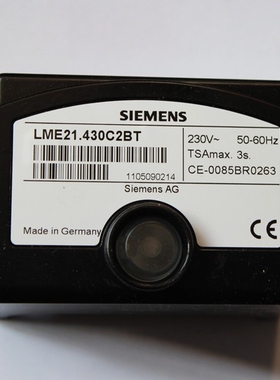 SIEMENS
LME21.430C2BT
230V~ 50-60Hz
TSAmax. 3s.
CE-0085BR0263
1105090214
Siemens AG
Made in Germany
CE